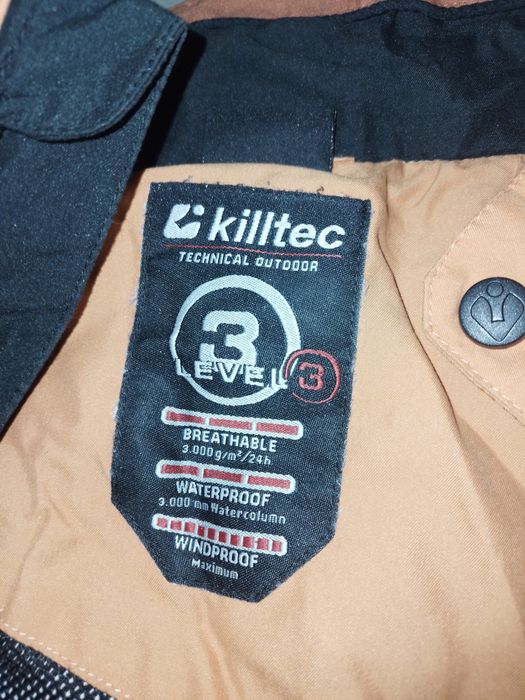 killtec
TECHNICAL OUTDOOR
3
LEVEL 3
BREATHABLE
3.000 g/m²/24h
WATERPROOF
3.000 mm Watercolumn
WINDPROOF
Maximum